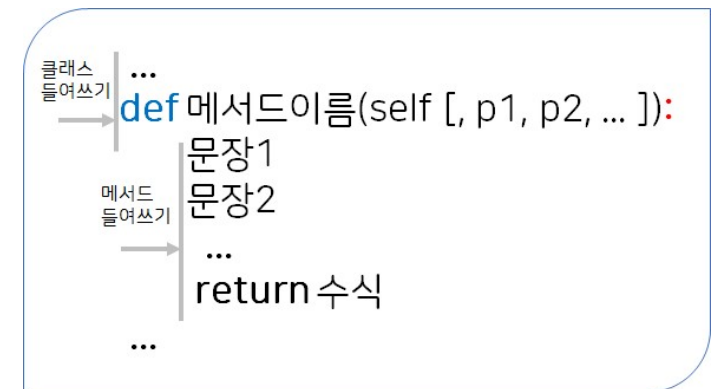 클래스
들여쓰기
...
def 메서드이름(self [, p1, p2, ... ]):
문장1
메서드
들여쓰기
문장2
...
return 수식
...